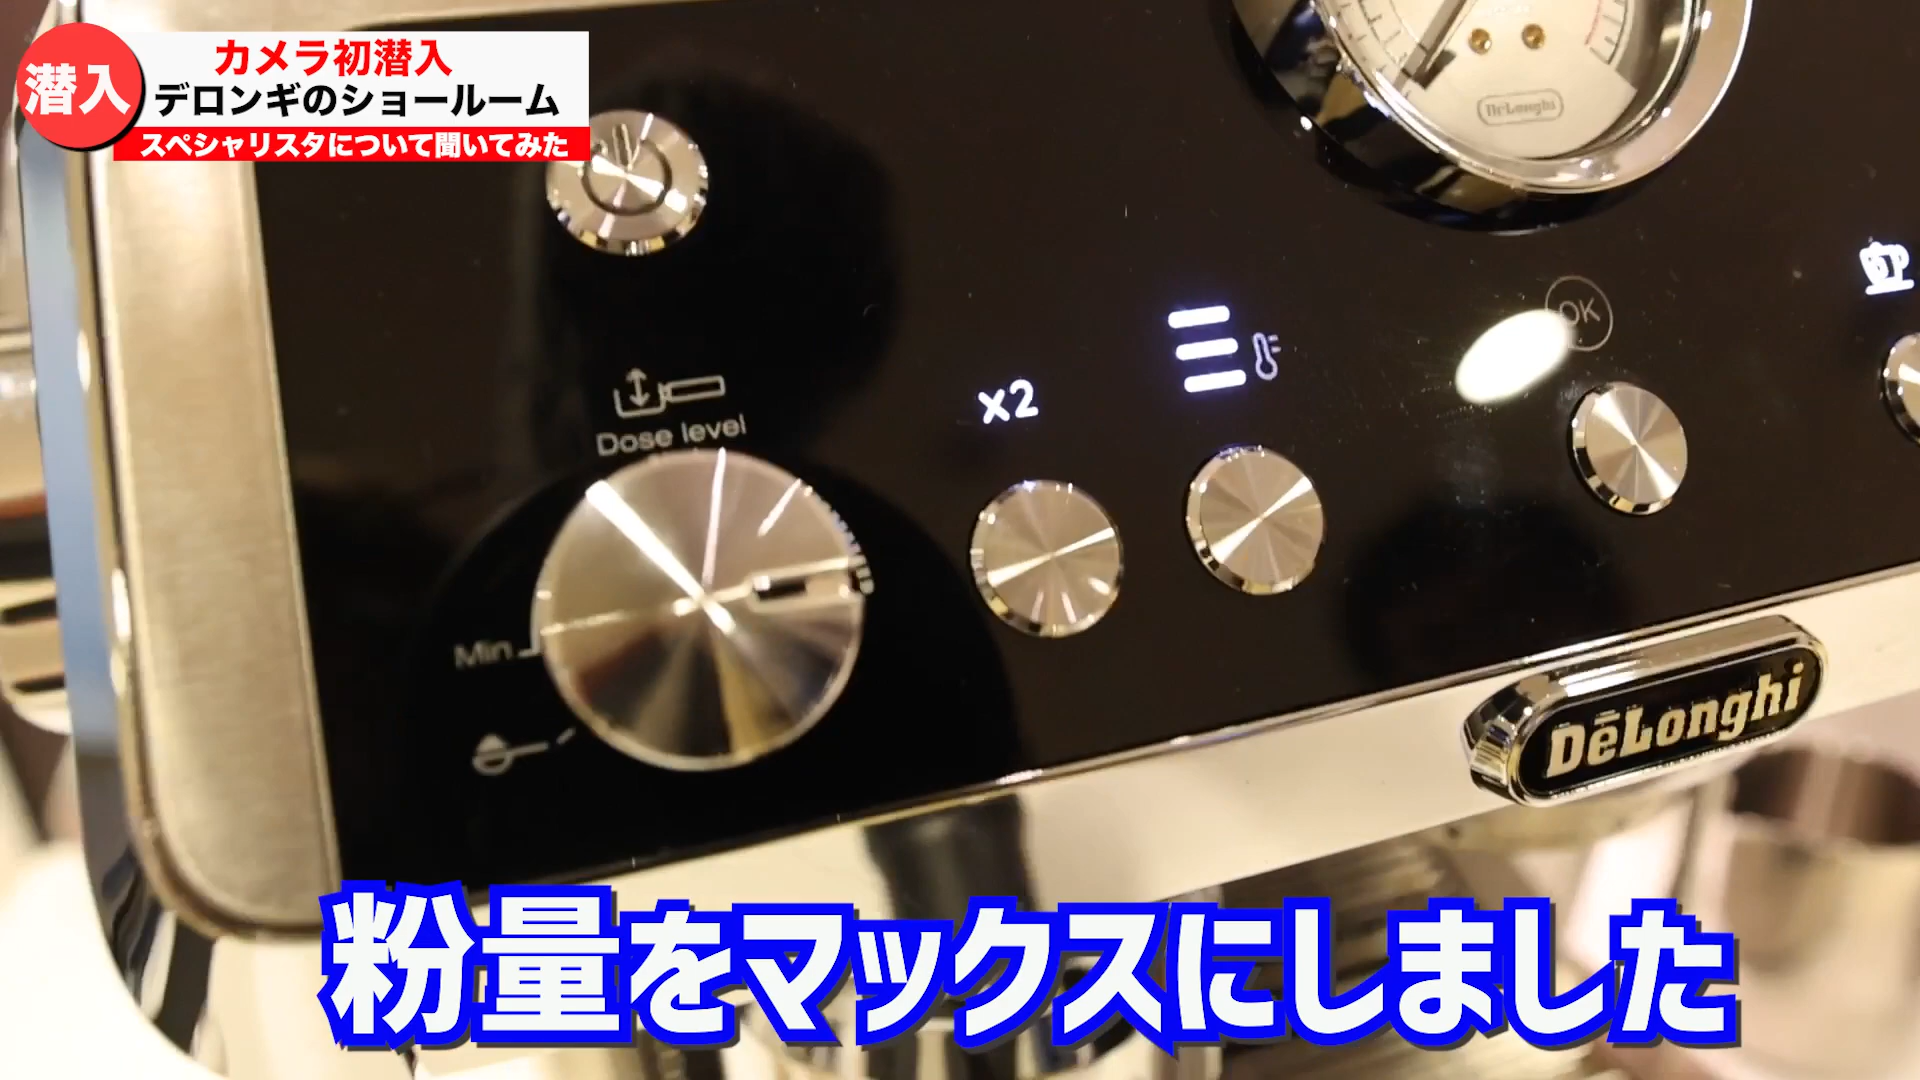 潜入
カメラ初潜入
デロンギのショールーム
スペシャリスタについて聞いてみた
DeLonghi
OK
x2
Dose level
Min
DeLonghi
粉量をマックスにしました